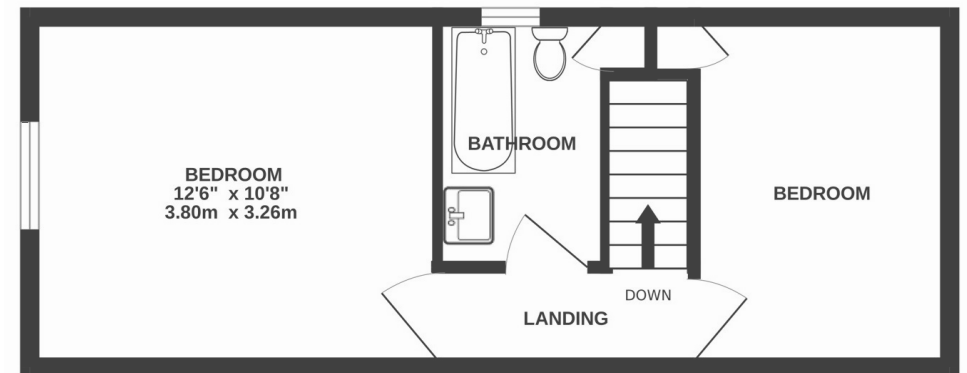 BEDROOM
12'6" x 10'8"
3.80m x 3.26m
BATHROOM
BEDROOM
DOWN
LANDING